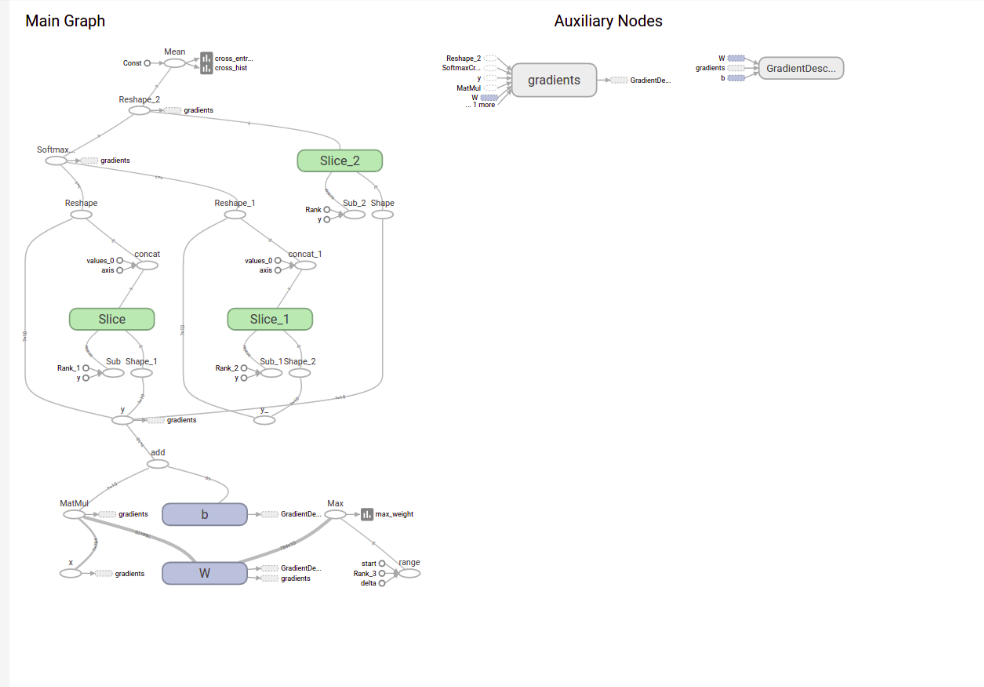 Main Graph
Auxiliary Nodes
Mean
Const
cross_entr...
cross_hist
Reshape_2
gradients
Softmax...
gradients
Slice_2
Reshape
Reshape_1
Rank
y
Sub_2
Shape
values_0
axis
concat
values_0
axis
concat_1
Slice
Slice_1
Rank_1
y
Sub
Shape_1
Rank_2
y
Sub_1
Shape_2
y
gradients
y_
add
MatMul
gradients
b
GradientDe...
Max
max_weight
x
gradients
W
GradientDe...
gradients
start
Rank_3
delta
range
Reshape_2
SoftmaxCr...
y
MatMul
W
... 1 more
gradients
GradientDe...
W
gradients
b
GradientDesc...